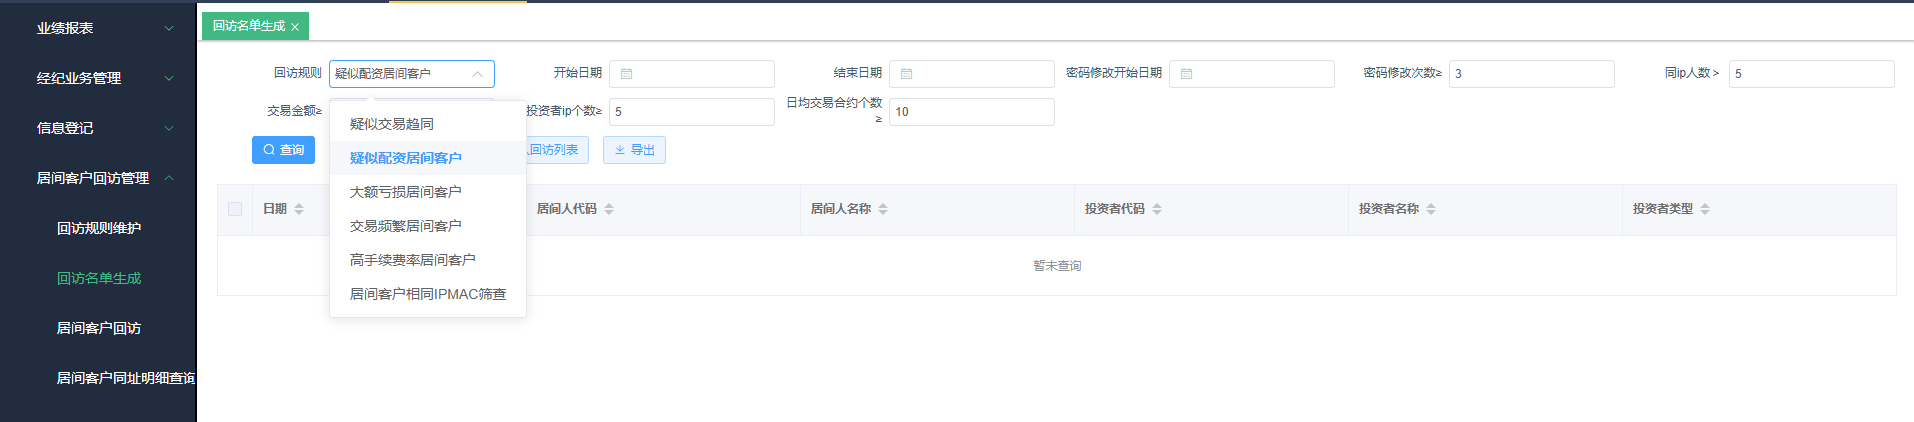 业绩报表
经纪业务管理
信息登记
居间客户回访管理
回访规则维护
回访名单生成
居间客户回访
居间客户同址明细查询
回访名单生成
回访规则 疑似配资居间客户 开始日期 结束日期 密码修改开始日期 密码修改次数≥ 3 同ip人数 > 5
交易金额≥ 投资者ip个数≥ 5 日均交易合约个数≥ 10
疑似交易趋同
疑似配资居间客户
大额亏损居间客户
交易频繁居间客户
高手续费率居间客户
居间客户相同IPMAC筛查
查询 回访列表 导出
日期 居间人代码 居间人名称 投资者代码 投资者名称 投资者类型
暂未查询